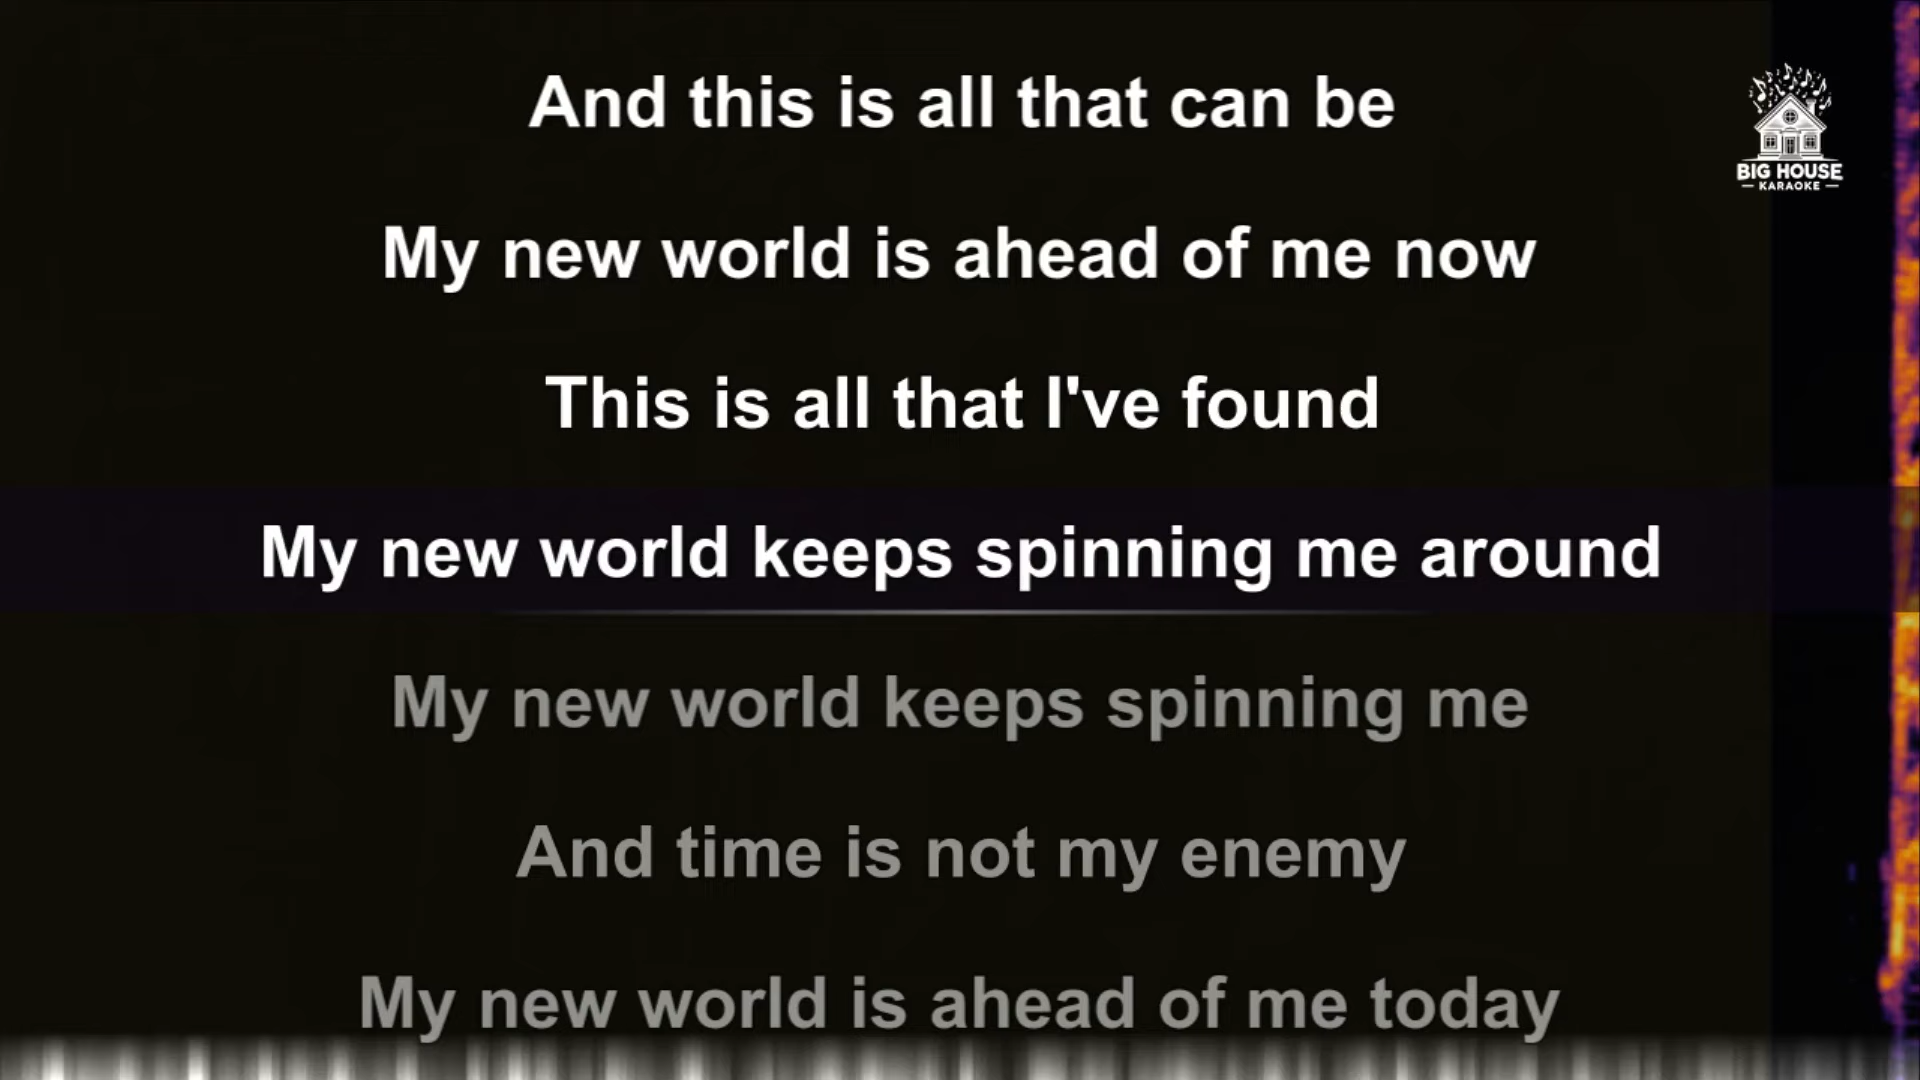 And this is all that can be
My new world is ahead of me now
This is all that I've found
My new world keeps spinning me around
My new world keeps spinning me
And time is not my enemy
My new world is ahead of me today
BIG HOUSE
KARAOKE